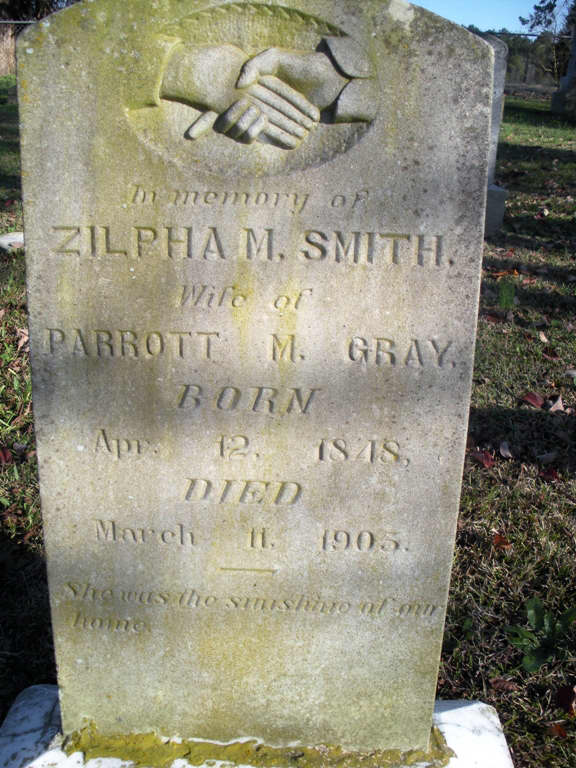 In memory of
ZILPHA M. SMITH.
Wife of
PARROTT M. GRAY.
BORN
Apr. 12. 1848,
DIED
March 11. 1905.
She was the sunshine of our
home.